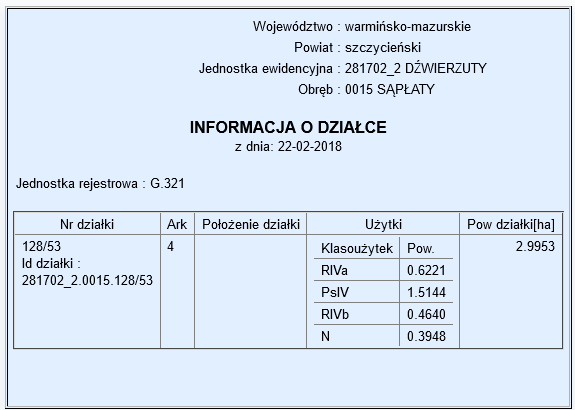 Województwo : warmińsko-mazurskie
Powiat : szczycieński
Jednostka ewidencyjna : 281702_2 DŹWIERZUTY
Obręb : 0015 SĄPŁATY
INFORMACJA O DZIAŁCE
z dnia: 22-02-2018
Jednostka rejestrowa : G.321
Nr działki Ark Położenie działki Użytki Pow działki[ha]
128/53 4 Klasoużytek Pow. 2.9953
Id działki :
281702_2.0015.128/53
RIVa 0.6221
PsIV 1.5144
RIVb 0.4640
N 0.3948